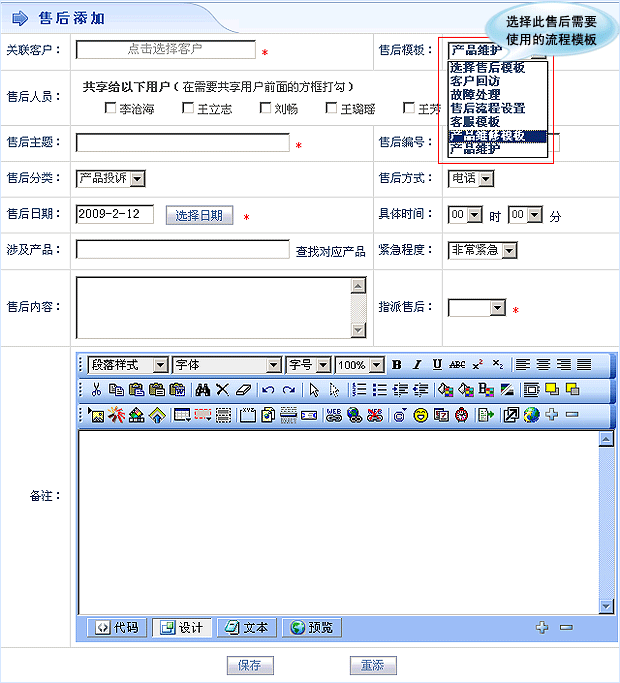 售后添加
选择此售后需要
使用的流程模板
关联客户： 点击选择客户 * 售后模板： 产品维护
选择售后模板
客户回访
故障处理
售后流程设置
客服模板
产品维修模板
产品维护
售后人员： 共享给以下用户（在需要共享用户前面的方框打勾）
李沧海 王立志 刘畅 王璐瑶 王芳
售后主题： * 售后编号：
售后分类： 产品投诉 售后方式： 电话
售后日期： 2009-2-12 选择日期 * 具体时间： 00 时 00 分
涉及产品： 查找对应产品 紧急程度： 非常紧急
售后内容： 指派售后： *
段落样式 字体 字号 100% B I U ABC x² x₂
备注：
代码 设计 文本 预览
保存 重添